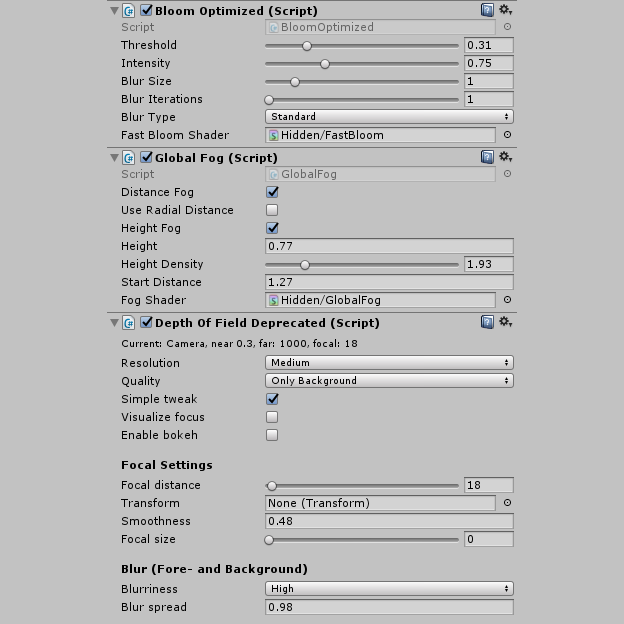 Bloom Optimized (Script)
Script BloomOptimized
Threshold 0.31
Intensity 0.75
Blur Size 1
Blur Iterations 1
Blur Type Standard
Fast Bloom Shader Hidden/FastBloom
Global Fog (Script)
Script GlobalFog
Distance Fog
Use Radial Distance
Height Fog
Height 0.77
Height Density 1.93
Start Distance 1.27
Fog Shader Hidden/GlobalFog
Depth Of Field Deprecated (Script)
Current: Camera, near 0.3, far: 1000, focal: 18
Resolution Medium
Quality Only Background
Simple tweak
Visualize focus
Enable bokeh
Focal Settings
Focal distance 18
Transform None (Transform)
Smoothness 0.48
Focal size 0
Blur (Fore- and Background)
Blurriness High
Blur spread 0.98